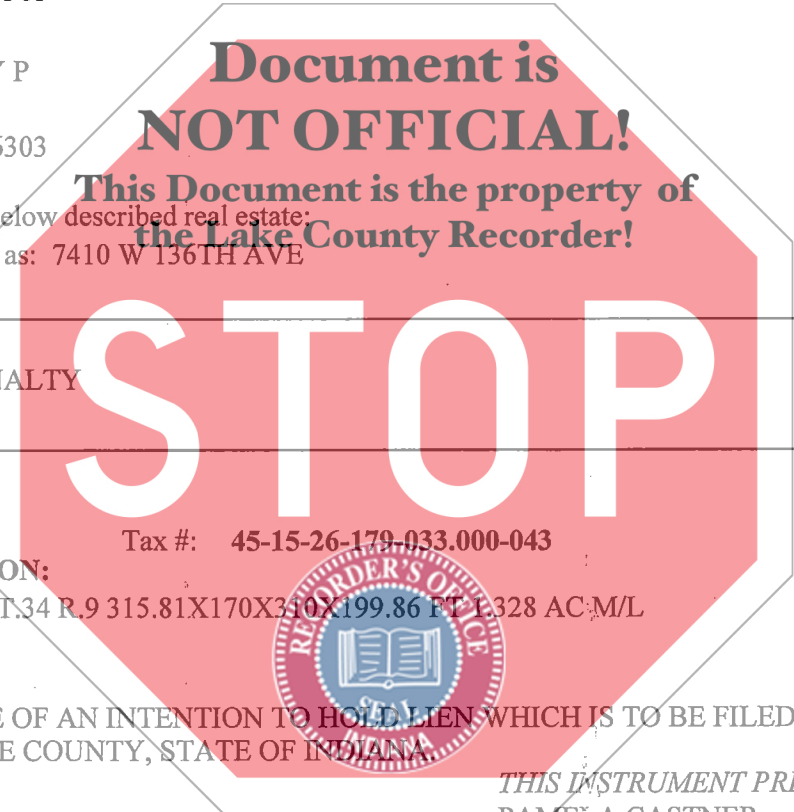 Document is
Y P
NOT OFFICIAL!
6303
This Document is the property of
elow described real estate:
the Lake County Recorder!
as: 7410 W 136TH AVE
STOP
NALTY
Tax #: 45-15-26-179-033.000-043
ON:
T.34 R.9 315.81X170X310X199.86 FT 1.328 AC M/L
RECORDER'S OFFICE
SEAL
INDIANA
E OF AN INTENTION TO HOLD LIEN WHICH IS TO BE FILED
E COUNTY, STATE OF INDIANA.
THIS INSTRUMENT PRE